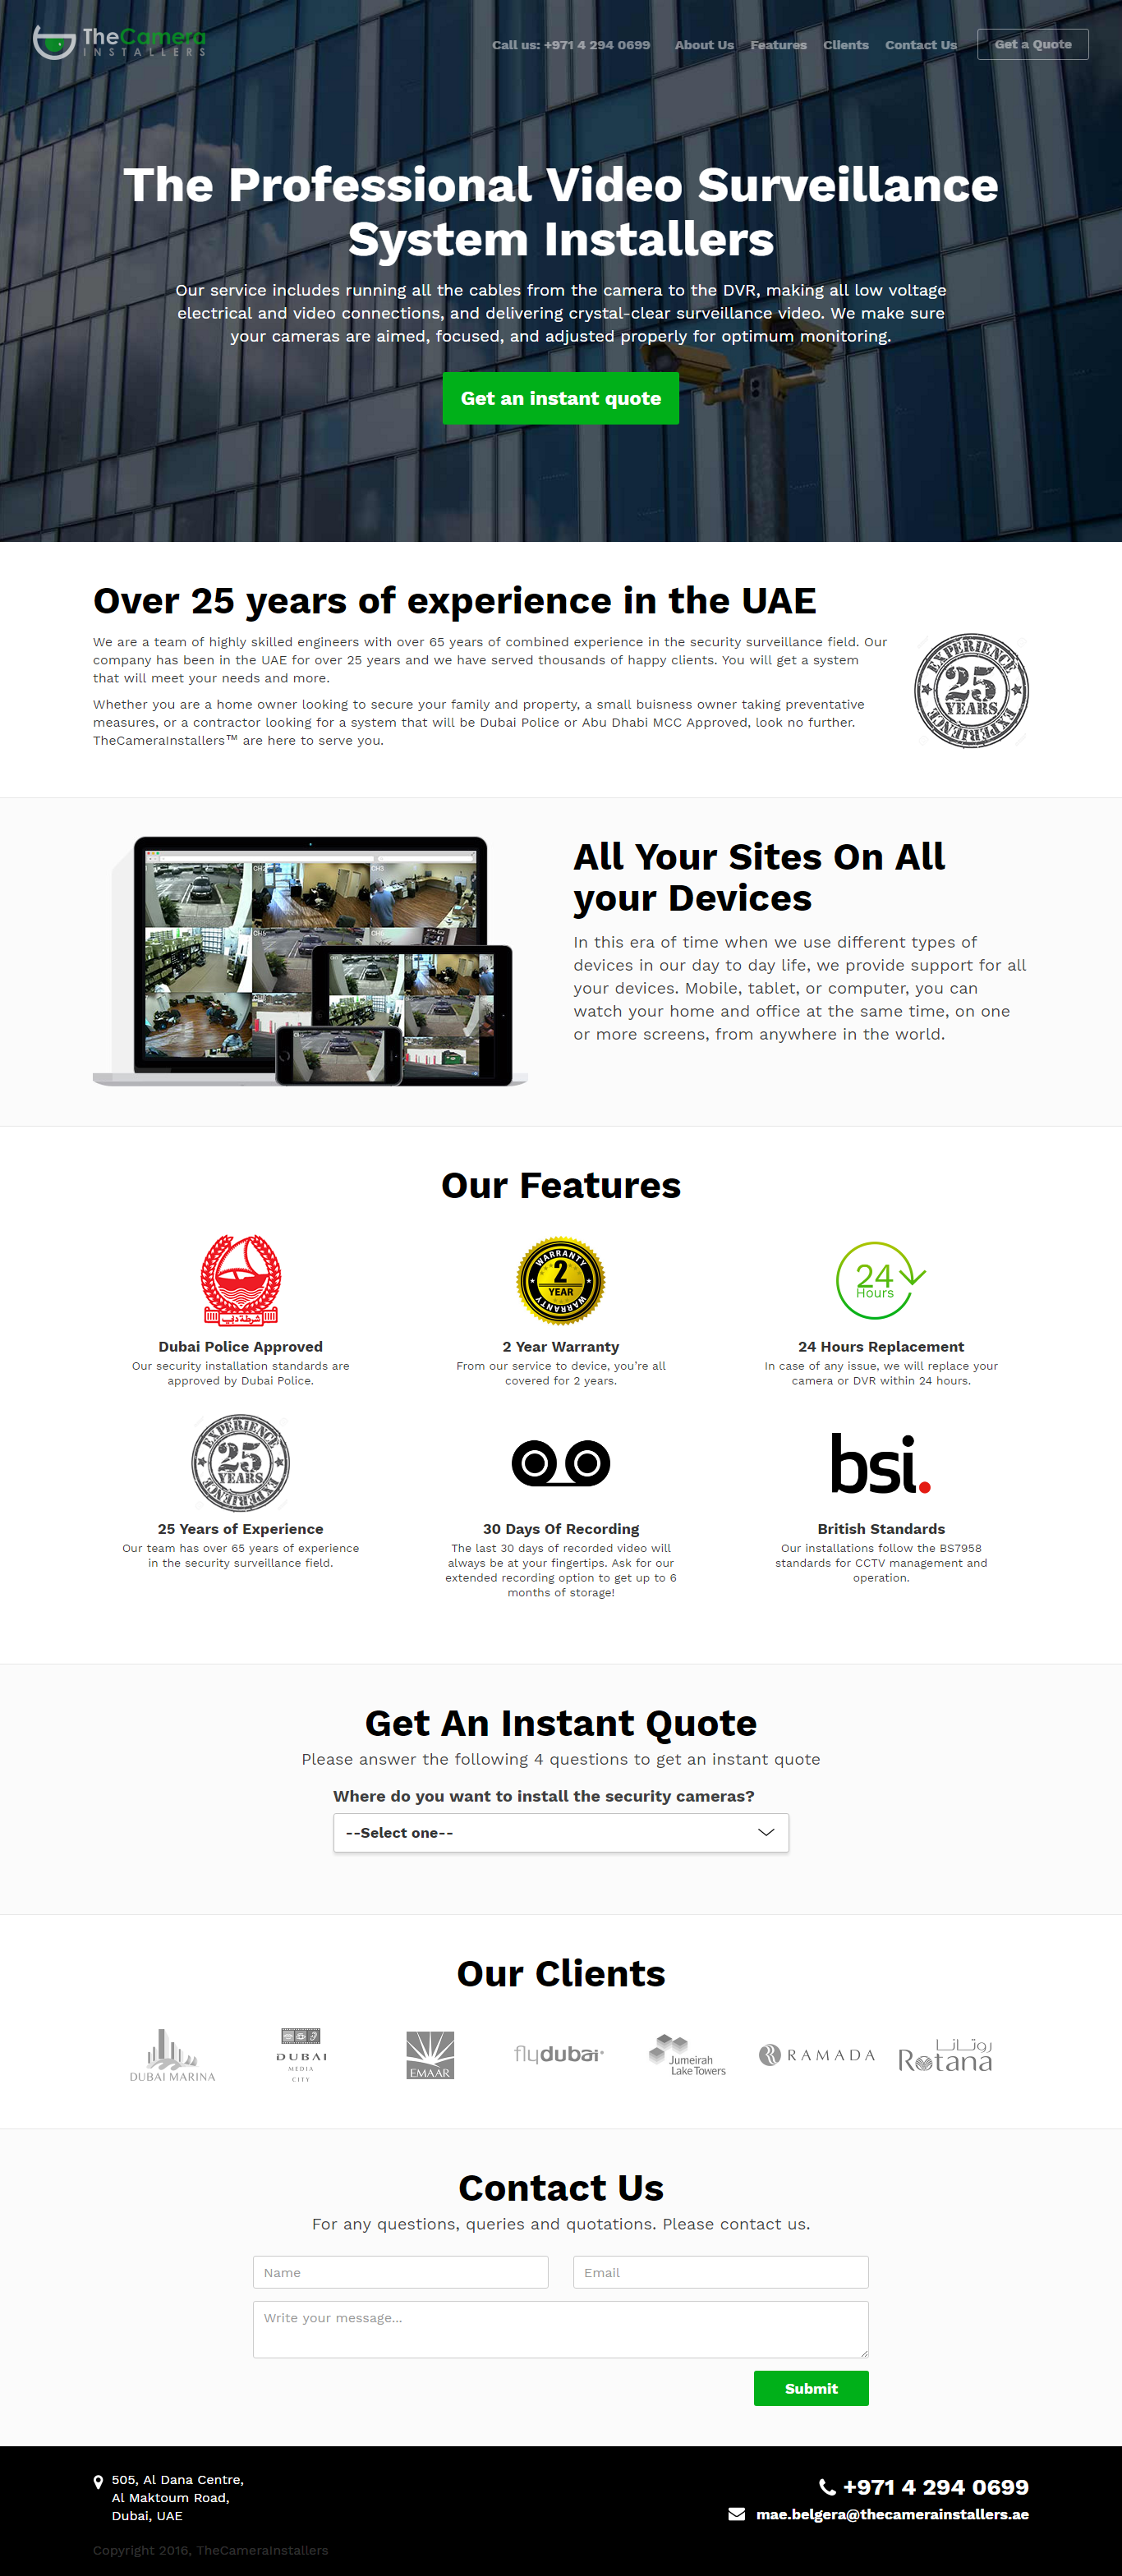 TheCamera
INSTALLERS
Call us: +971 4 294 0699 About Us Features Clients Contact Us Get a Quote
The Professional Video Surveillance
System Installers
Our service includes running all the cables from the camera to the DVR, making all low voltage
electrical and video connections, and delivering crystal-clear surveillance video. We make sure
your cameras are aimed, focused, and adjusted properly for optimum monitoring.
Get an instant quote
Over 25 years of experience in the UAE
We are a team of highly skilled engineers with over 65 years of combined experience in the security surveillance field. Our
company has been in the UAE for over 25 years and we have served thousands of happy clients. You will get a system
that will meet your needs and more.
Whether you are a home owner looking to secure your family and property, a small buisness owner taking preventative
measures, or a contractor looking for a system that will be Dubai Police or Abu Dhabi MCC Approved, look no further.
TheCameraInstallers™ are here to serve you.
EXPERIENCE
25
YEARS
EXPERIENCE
CH2
CH3
CH5
All Your Sites On All
your Devices
In this era of time when we use different types of
devices in our day to day life, we provide support for all
your devices. Mobile, tablet, or computer, you can
watch your home and office at the same time, on one
or more screens, from anywhere in the world.
Our Features
شرطة دبي
Dubai Police Approved
Our security installation standards are
approved by Dubai Police.
WARRANTY
2
YEAR
WARRANTY
2 Year Warranty
From our service to device, you're all
covered for 2 years.
24
Hours
24 Hours Replacement
In case of any issue, we will replace your
camera or DVR within 24 hours.
EXPERIENCE
25
YEARS
EXPERIENCE
25 Years of Experience
Our team has over 65 years of experience
in the security surveillance field.
30 Days Of Recording
The last 30 days of recorded video will
always be at your fingertips. Ask for our
extended recording option to get up to 6
months of storage!
bsi.
British Standards
Our installations follow the BS7958
standards for CCTV management and
operation.
Get An Instant Quote
Please answer the following 4 questions to get an instant quote
Where do you want to install the security cameras?
--Select one--
Our Clients
DUBAI MARINA
DUBAI
MEDIA
CITY
EMAAR
flydubai
Jumeirah
Lake Towers
RAMADA
روتانا
Rotana
Contact Us
For any questions, queries and quotations. Please contact us.
Name
Email
Write your message...
Submit
505, Al Dana Centre,
Al Maktoum Road,
Dubai, UAE
+971 4 294 0699
mae.belgera@thecamerainstallers.ae
Copyright 2016, TheCameraInstallers